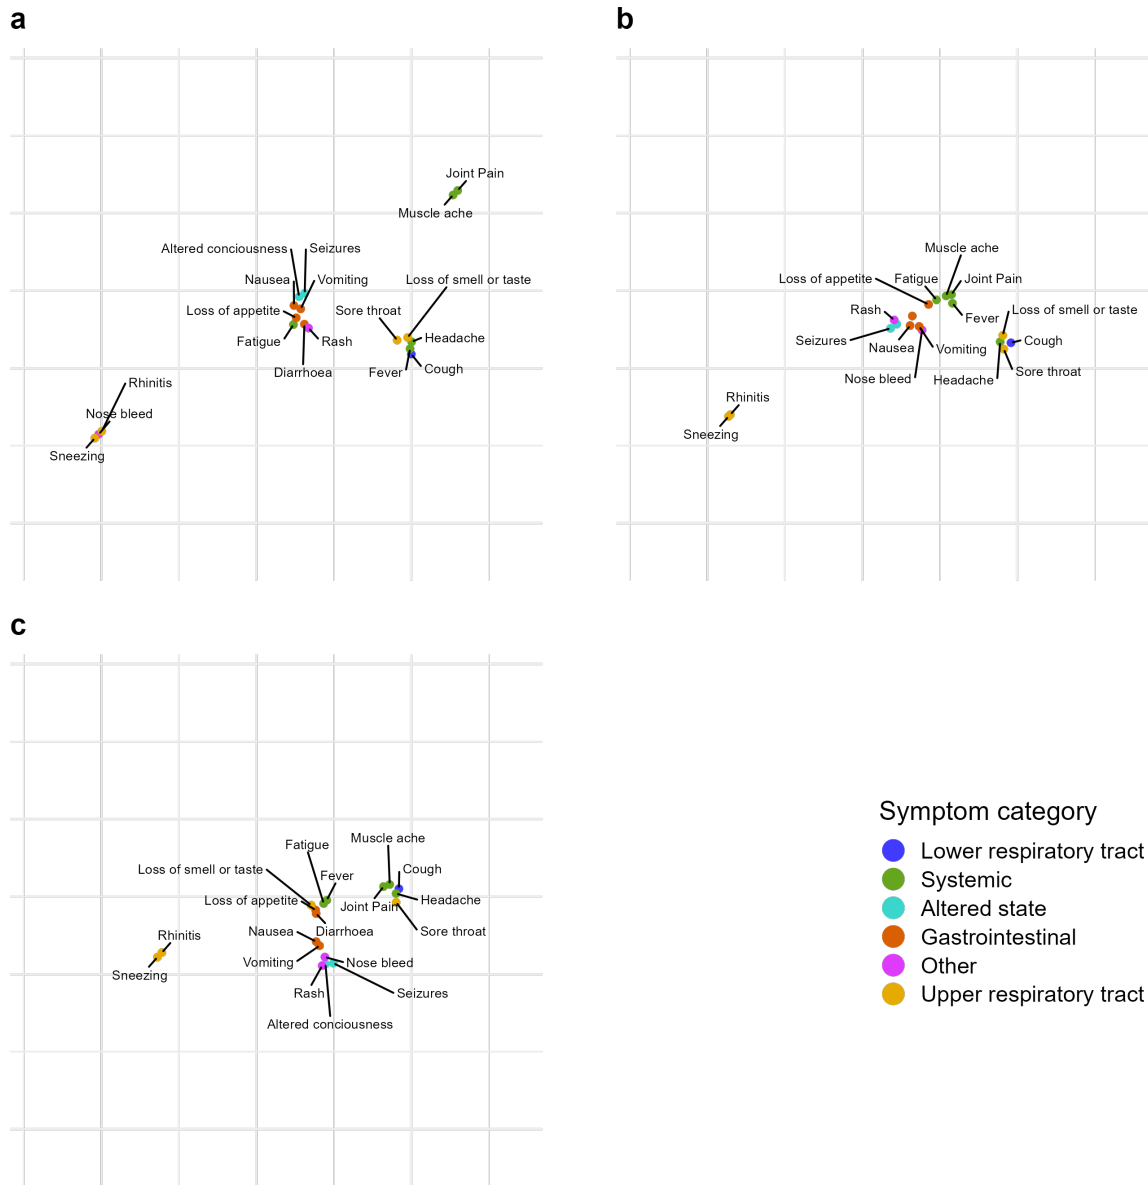 a
Joint Pain
Muscle ache
Altered conciousness
Seizures
Nausea
Vomiting
Loss of smell or taste
Loss of appetite
Sore throat
Fatigue
Rash
Headache
Diarrhoea
Fever
Cough
Rhinitis
Nose bleed
Sneezing
b
Muscle ache
Loss of appetite
Fatigue
Joint Pain
Rash
Fever
Loss of smell or taste
Seizures
Nausea
Vomiting
Cough
Nose bleed
Headache
Sore throat
Rhinitis
Sneezing
c
Fatigue
Muscle ache
Loss of smell or taste
Fever
Cough
Loss of appetite
Joint Pain
Headache
Nausea
Diarrhoea
Sore throat
Rhinitis
Vomiting
Nose bleed
Sneezing
Rash
Seizures
Altered conciousness
Symptom category
Lower respiratory tract
Systemic
Altered state
Gastrointestinal
Other
Upper respiratory tract